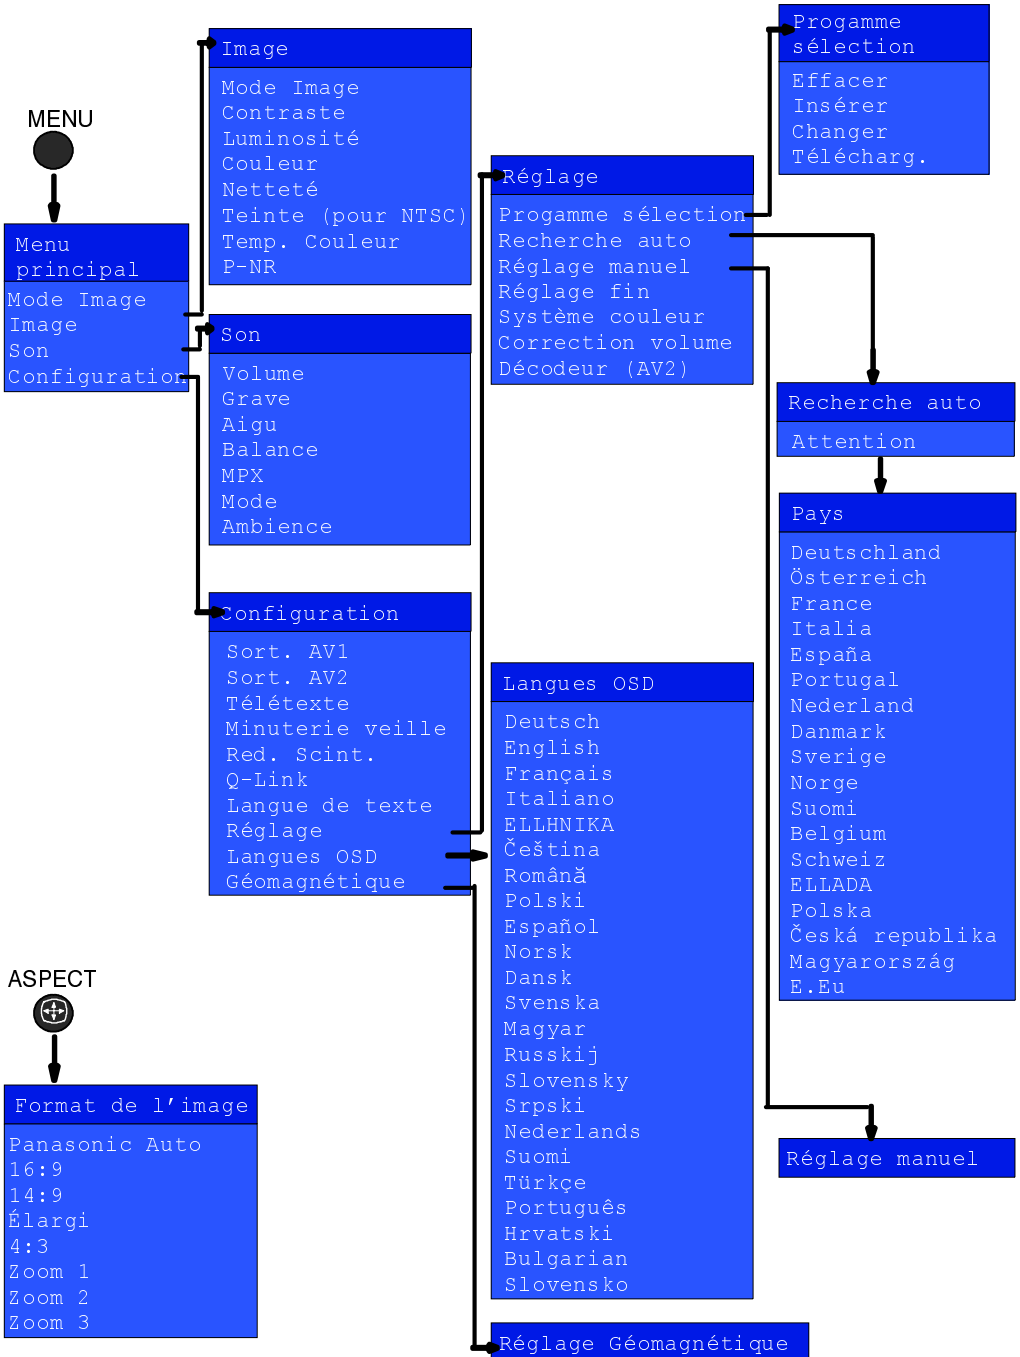 MENU
Menu
principal
Mode Image
Image
Son
Configuration
Image
Mode Image
Contraste
Luminosité
Couleur
Netteté
Teinte (pour NTSC)
Temp. Couleur
P-NR
Son
Volume
Grave
Aigu
Balance
MPX
Mode
Ambience
Configuration
Sort. AV1
Sort. AV2
Télétexte
Minuterie veille
Red. Scint.
Q-Link
Langue de texte
Réglage
Langues OSD
Géomagnétique
Réglage
Progamme sélection
Recherche auto
Réglage manuel
Réglage fin
Système couleur
Correction volume
Décodeur (AV2)
Progamme
sélection
Effacer
Insérer
Changer
Télécharg.
Recherche auto
Attention
Pays
Deutschland
Österreich
France
Italia
España
Portugal
Nederland
Danmark
Sverige
Norge
Suomi
Belgium
Schweiz
ELLADA
Polska
Česká republika
Magyarország
E.Eu
Langues OSD
Deutsch
English
Français
Italiano
ELLHNIKA
Čeština
Română
Polski
Español
Norsk
Dansk
Svenska
Magyar
Russkij
Slovensky
Srpski
Nederlands
Suomi
Türkçe
Português
Hrvatski
Bulgarian
Slovensko
Réglage manuel
Réglage Géomagnétique
ASPECT
Format de l’image
Panasonic Auto
16:9
14:9
Élargi
4:3
Zoom 1
Zoom 2
Zoom 3